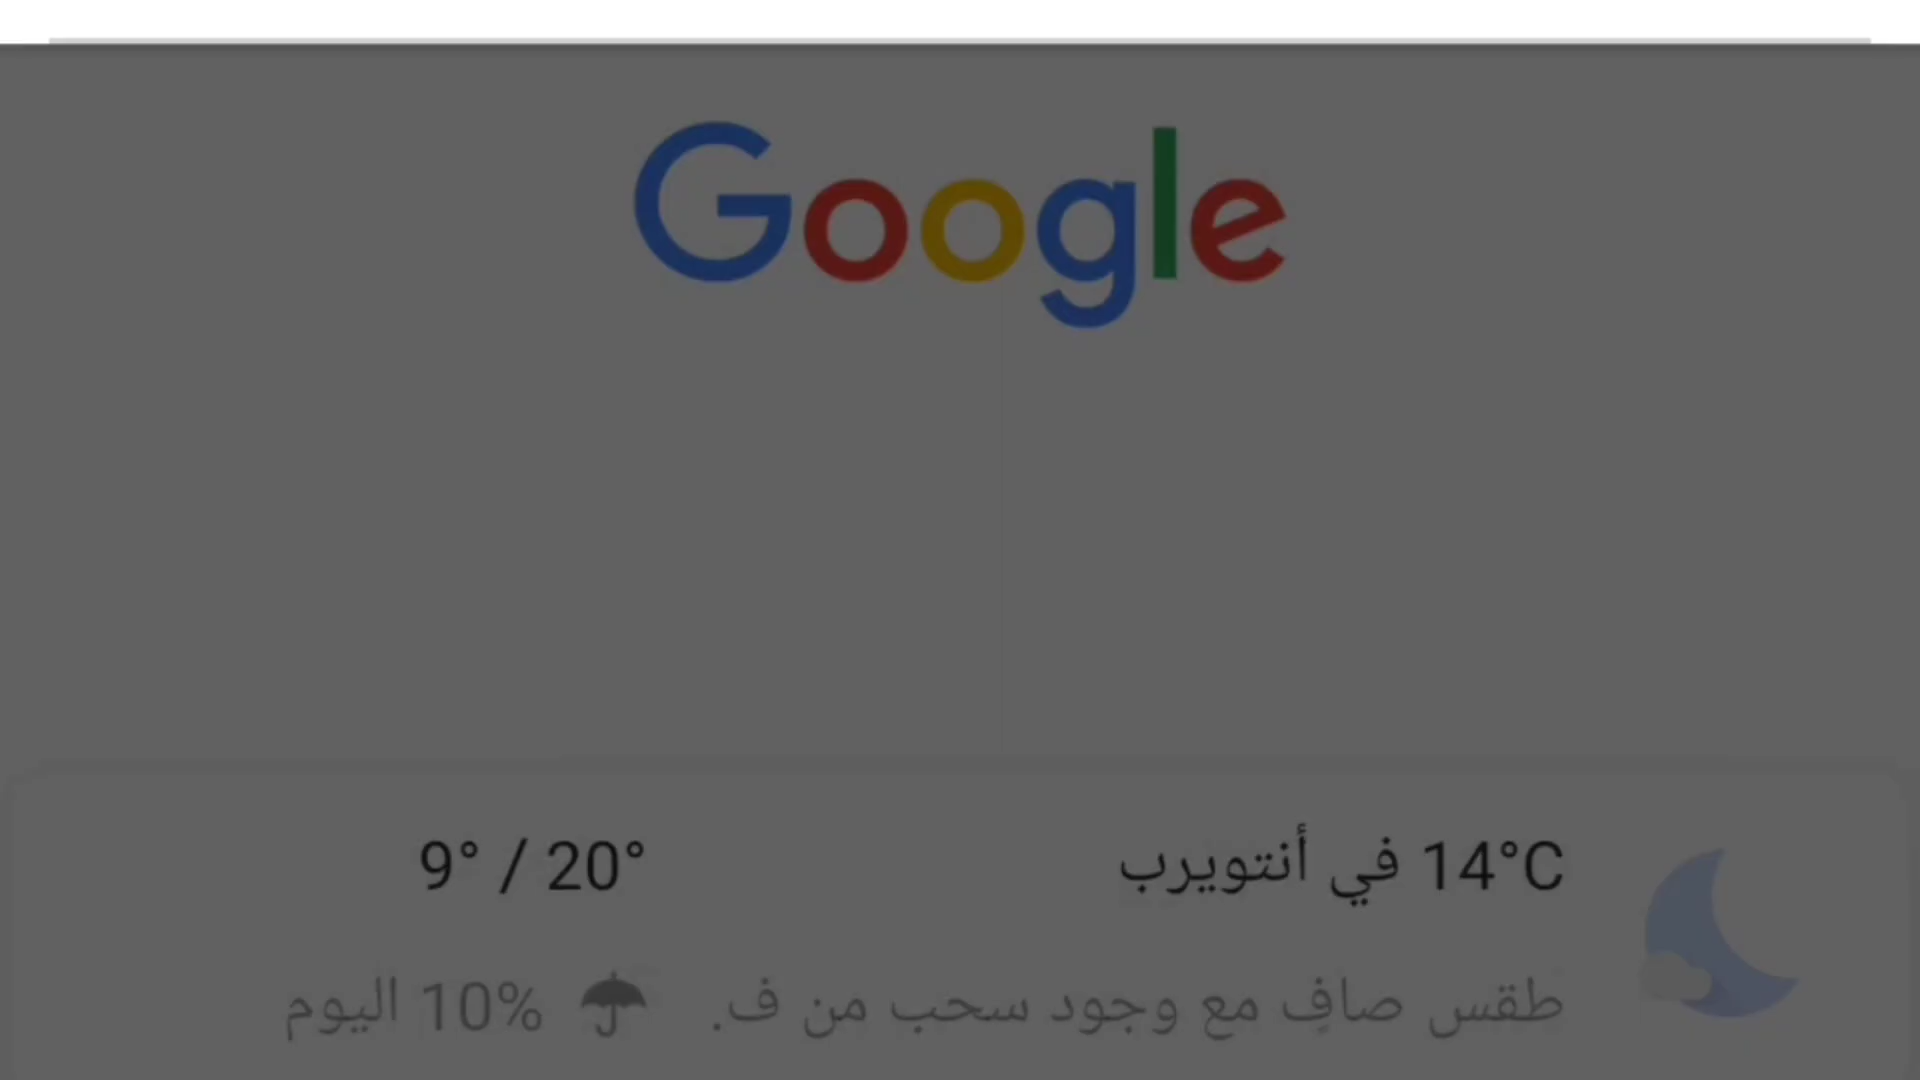 Google
14°C في أنتويرب
9° / 20°
طقس صافٍ مع وجود سحب من ف.
10% اليوم